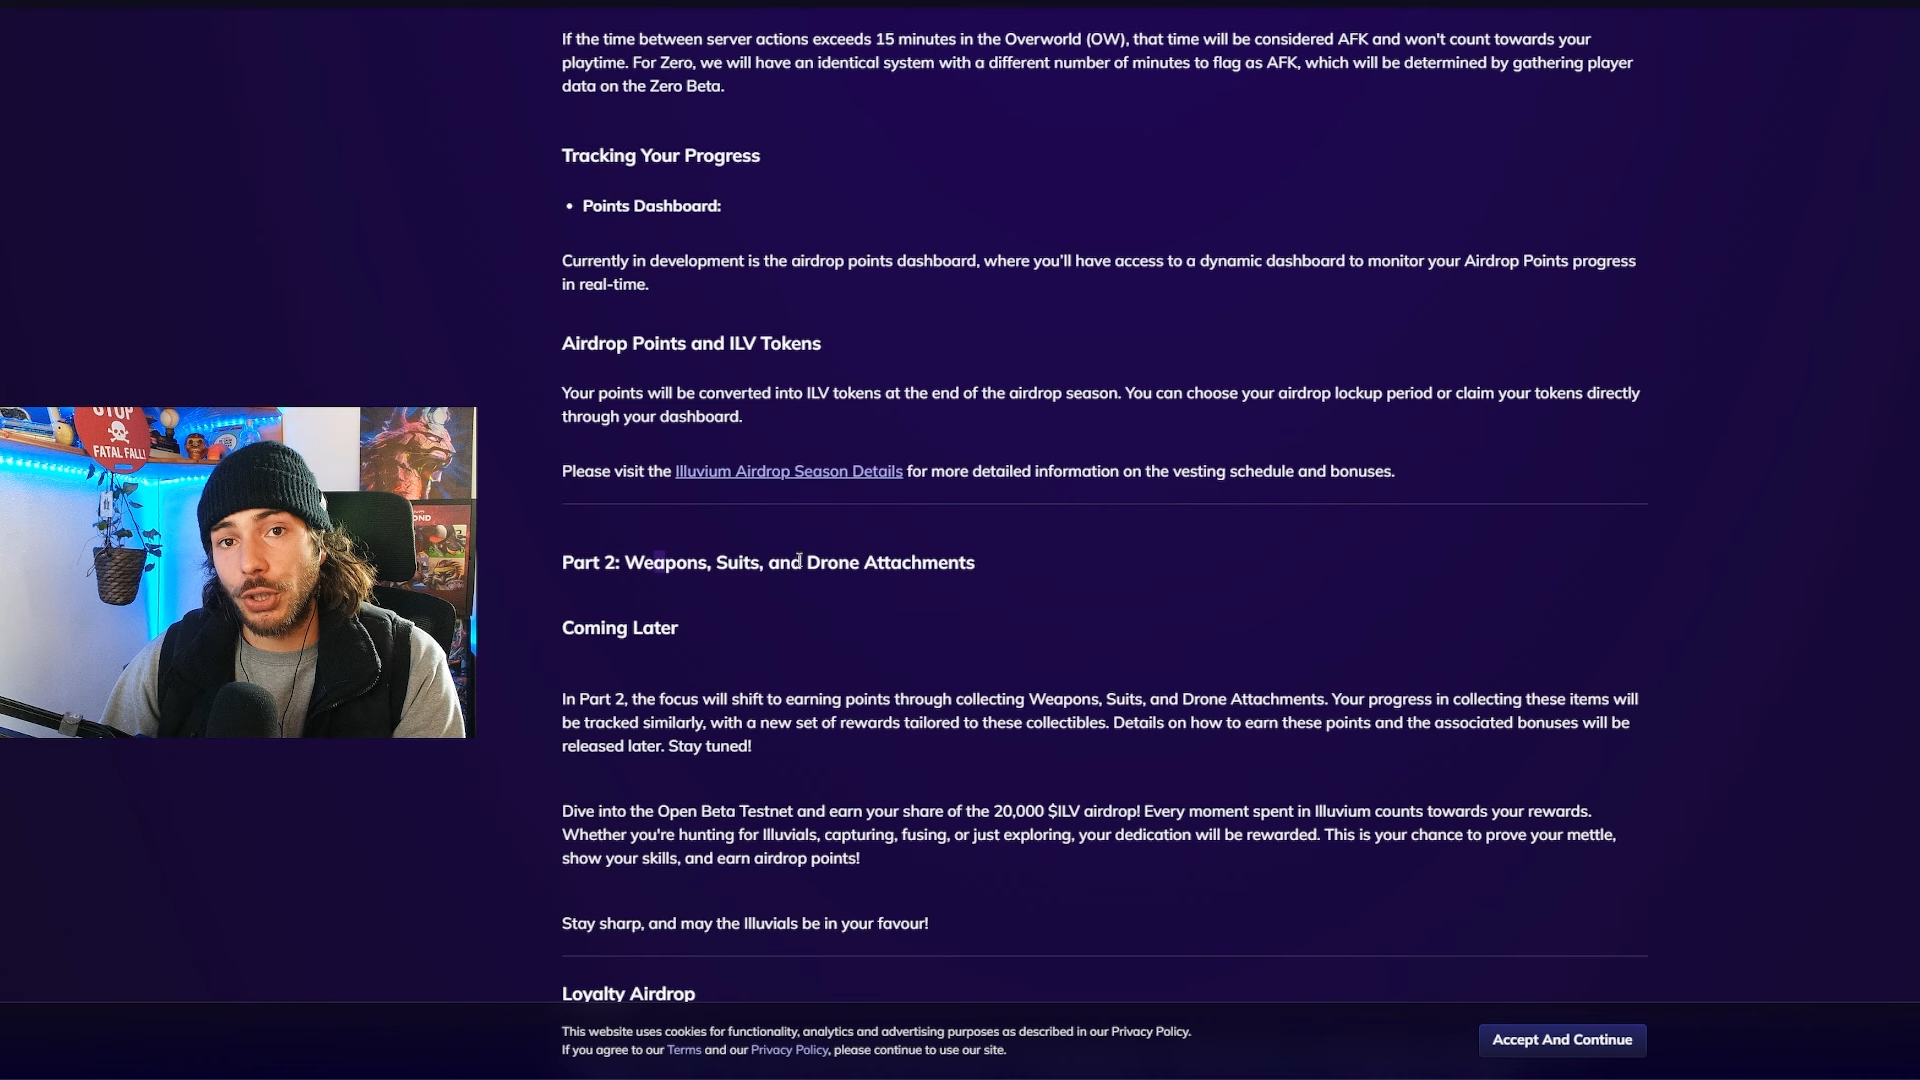 If the time between server actions exceeds 15 minutes in the Overworld (OW), that time will be considered AFK and won't count towards your
playtime. For Zero, we will have an identical system with a different number of minutes to flag as AFK, which will be determined by gathering player
data on the Zero Beta.
Tracking Your Progress
• Points Dashboard:
Currently in development is the airdrop points dashboard, where you'll have access to a dynamic dashboard to monitor your Airdrop Points progress
in real-time.
Airdrop Points and ILV Tokens
Your points will be converted into ILV tokens at the end of the airdrop season. You can choose your airdrop lockup period or claim your tokens directly
through your dashboard.
Please visit the Illuvium Airdrop Season Details for more detailed information on the vesting schedule and bonuses.
STOP
FATAL FALL!
Part 2: Weapons, Suits, and Drone Attachments
Coming Later
In Part 2, the focus will shift to earning points through collecting Weapons, Suits, and Drone Attachments. Your progress in collecting these items will
be tracked similarly, with a new set of rewards tailored to these collectibles. Details on how to earn these points and the associated bonuses will be
released later. Stay tuned!
Dive into the Open Beta Testnet and earn your share of the 20,000 $ILV airdrop! Every moment spent in Illuvium counts towards your rewards.
Whether you're hunting for Illuvials, capturing, fusing, or just exploring, your dedication will be rewarded. This is your chance to prove your mettle,
show your skills, and earn airdrop points!
Stay sharp, and may the Illuvials be in your favour!
Loyalty Airdrop
This website uses cookies for functionality, analytics and advertising purposes as described in our Privacy Policy.
If you agree to our Terms and our Privacy Policy, please continue to use our site.
Accept And Continue